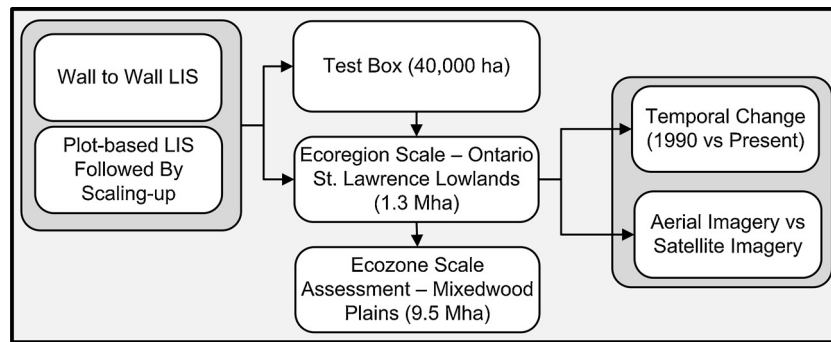 Wall to Wall LIS
Plot-based LIS
Followed By
Scaling-up
Test Box (40,000 ha)
Ecoregion Scale – Ontario
St. Lawrence Lowlands
(1.3 Mha)
Ecozone Scale
Assessment – Mixedwood
Plains (9.5 Mha)
Temporal Change
(1990 vs Present)
Aerial Imagery vs
Satellite Imagery